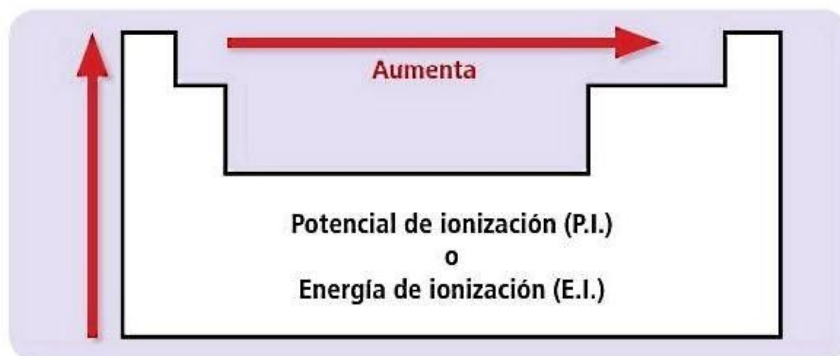 Aumenta
Potencial de ionización (P.I.)
o
Energía de ionización (E.I.)